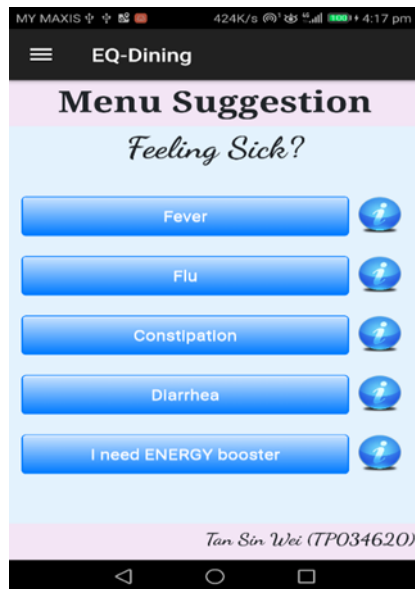 MY MAXIS 424K/s 100 4:17 pm
EQ-Dining
Menu Suggestion
Feeling Sick?
Fever
Flu
Constipation
Diarrhea
I need ENERGY booster
Tan Sin Wei (TP034620)